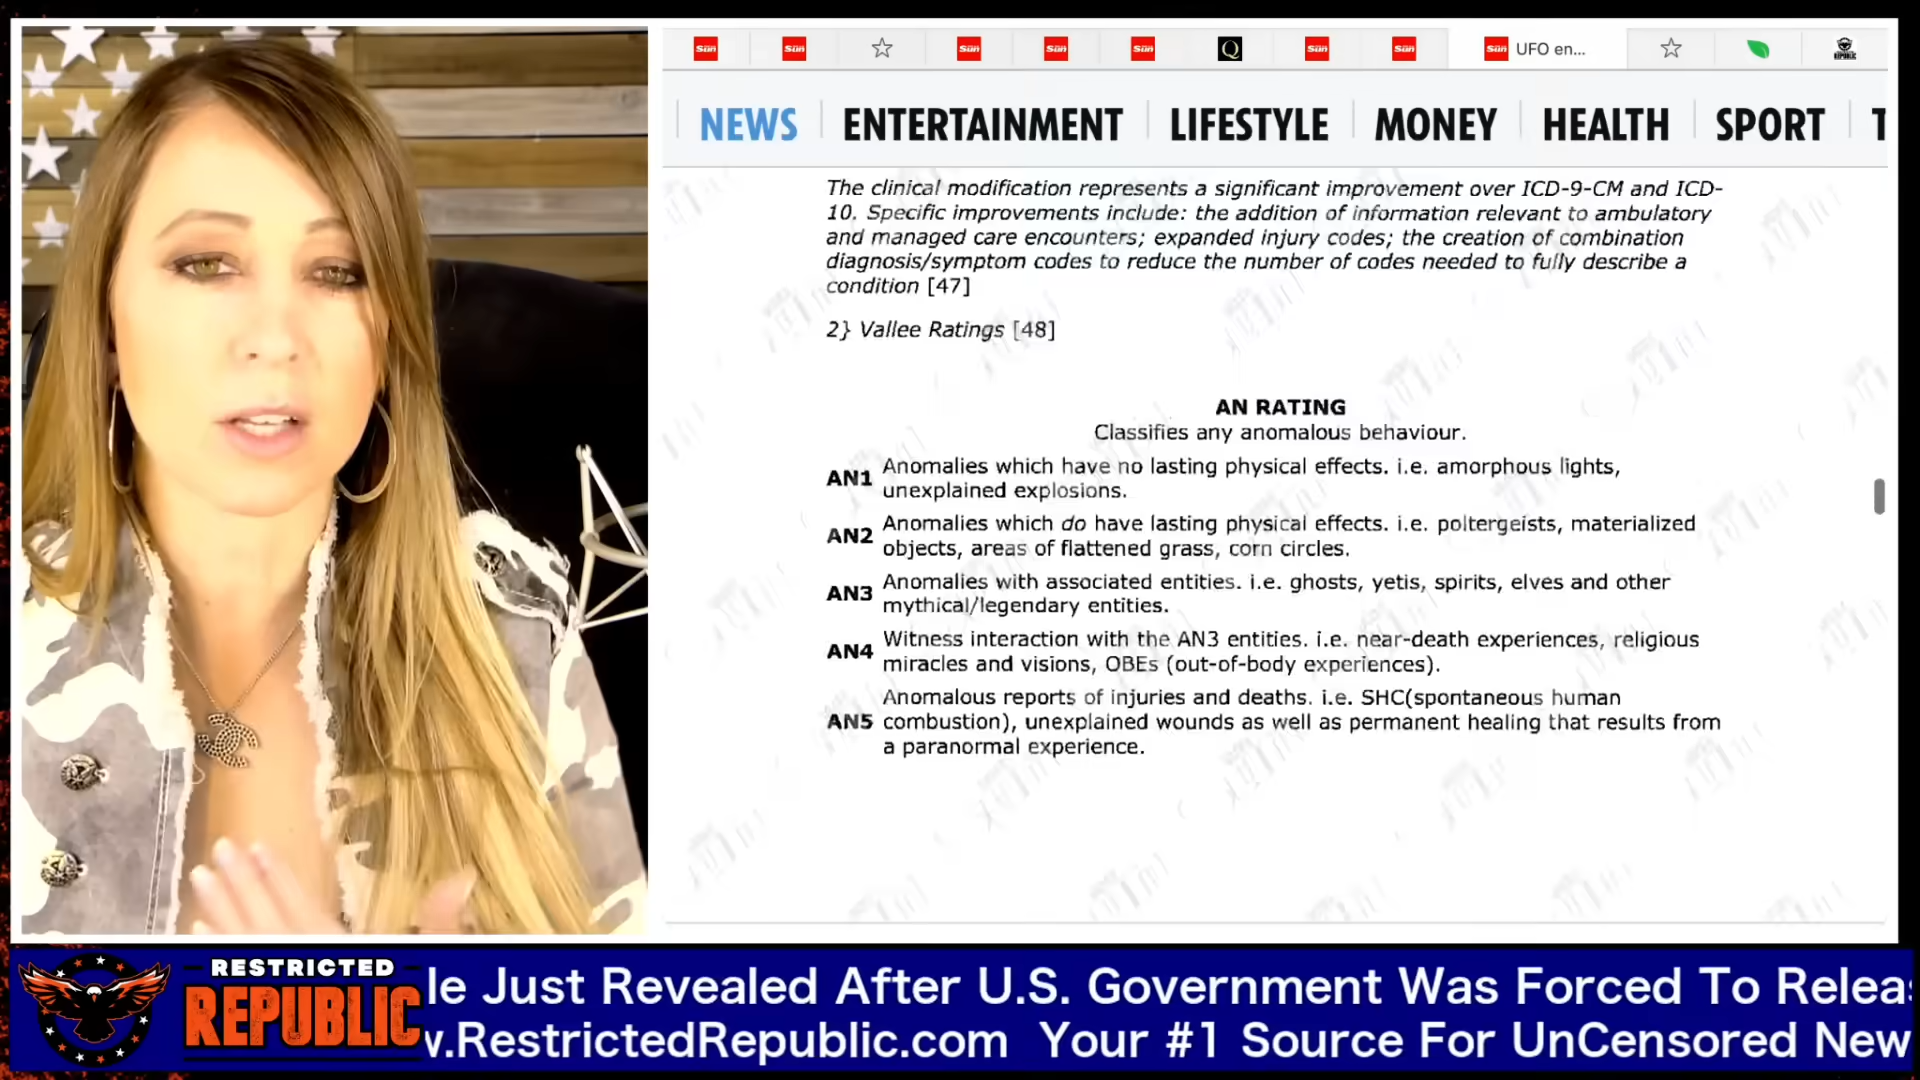 Sun
Sun
Sun
Sun
Sun
Q
Sun
Sun
Sun UFO en...
REPUBLIC
NEWS ENTERTAINMENT LIFESTYLE MONEY HEALTH SPORT T
The clinical modification represents a significant improvement over ICD-9-CM and ICD-
10. Specific improvements include: the addition of information relevant to ambulatory
and managed care encounters; expanded injury codes; the creation of combination
diagnosis/symptom codes to reduce the number of codes needed to fully describe a
condition [47]
2} Vallee Ratings [48]
AN RATING
Classifies any anomalous behaviour.
AN1 Anomalies which have no lasting physical effects. i.e. amorphous lights,
unexplained explosions.
AN2 Anomalies which do have lasting physical effects. i.e. poltergeists, materialized
objects, areas of flattened grass, corn circles.
AN3 Anomalies with associated entities. i.e. ghosts, yetis, spirits, elves and other
mythical/legendary entities.
AN4 Witness interaction with the AN3 entities. i.e. near-death experiences, religious
miracles and visions, OBEs (out-of-body experiences).
Anomalous reports of injuries and deaths. i.e. SHC(spontaneous human
AN5 combustion), unexplained wounds as well as permanent healing that results from
a paranormal experience.
RESTRICTED
REPUBLIC
le Just Revealed After U.S. Government Was Forced To Releas
w.RestrictedRepublic.com Your #1 Source For UnCensored New